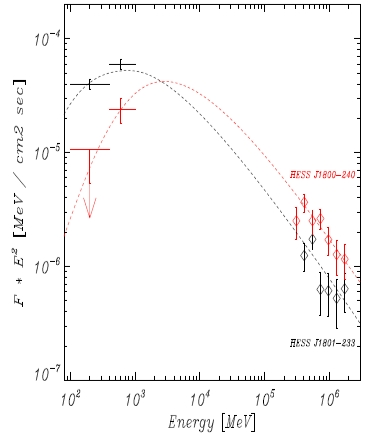 10^-4
10^-5
10^-6
10^-7
F * E^2 [MeV / cm2 sec]
HESS J1800-240
HESS J1801-233
10^2 10^3 10^4 10^5 10^6
Energy [MeV]